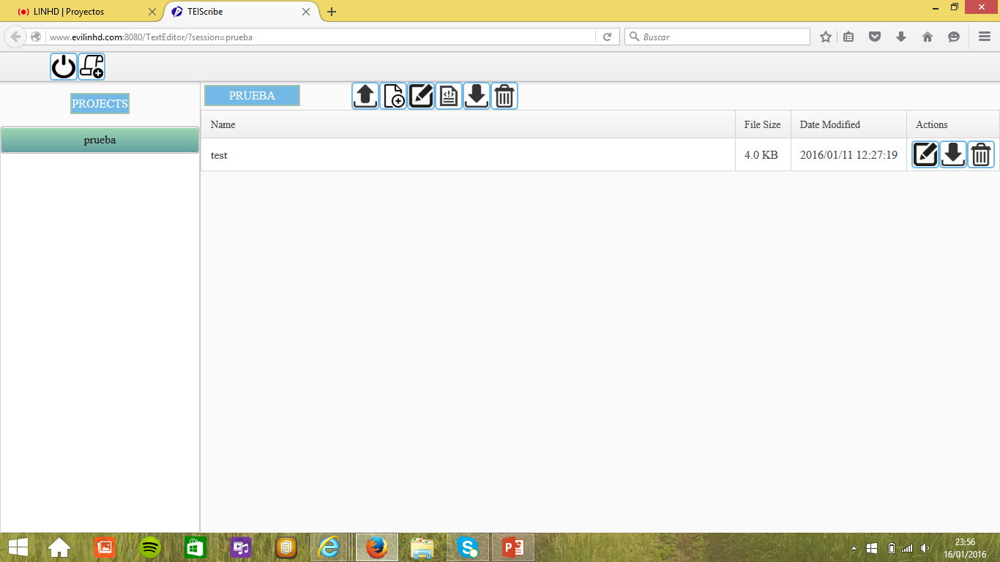 LINHD | Proyectos
TEIScribe
www.evilinhd.com:8080/TextEditor/?session=prueba
Buscar
PROJECTS
PRUEBA
prueba
Name
File Size
Date Modified
Actions
test
4.0 KB
2016/01/11 12:27:19
23:56
16/01/2016